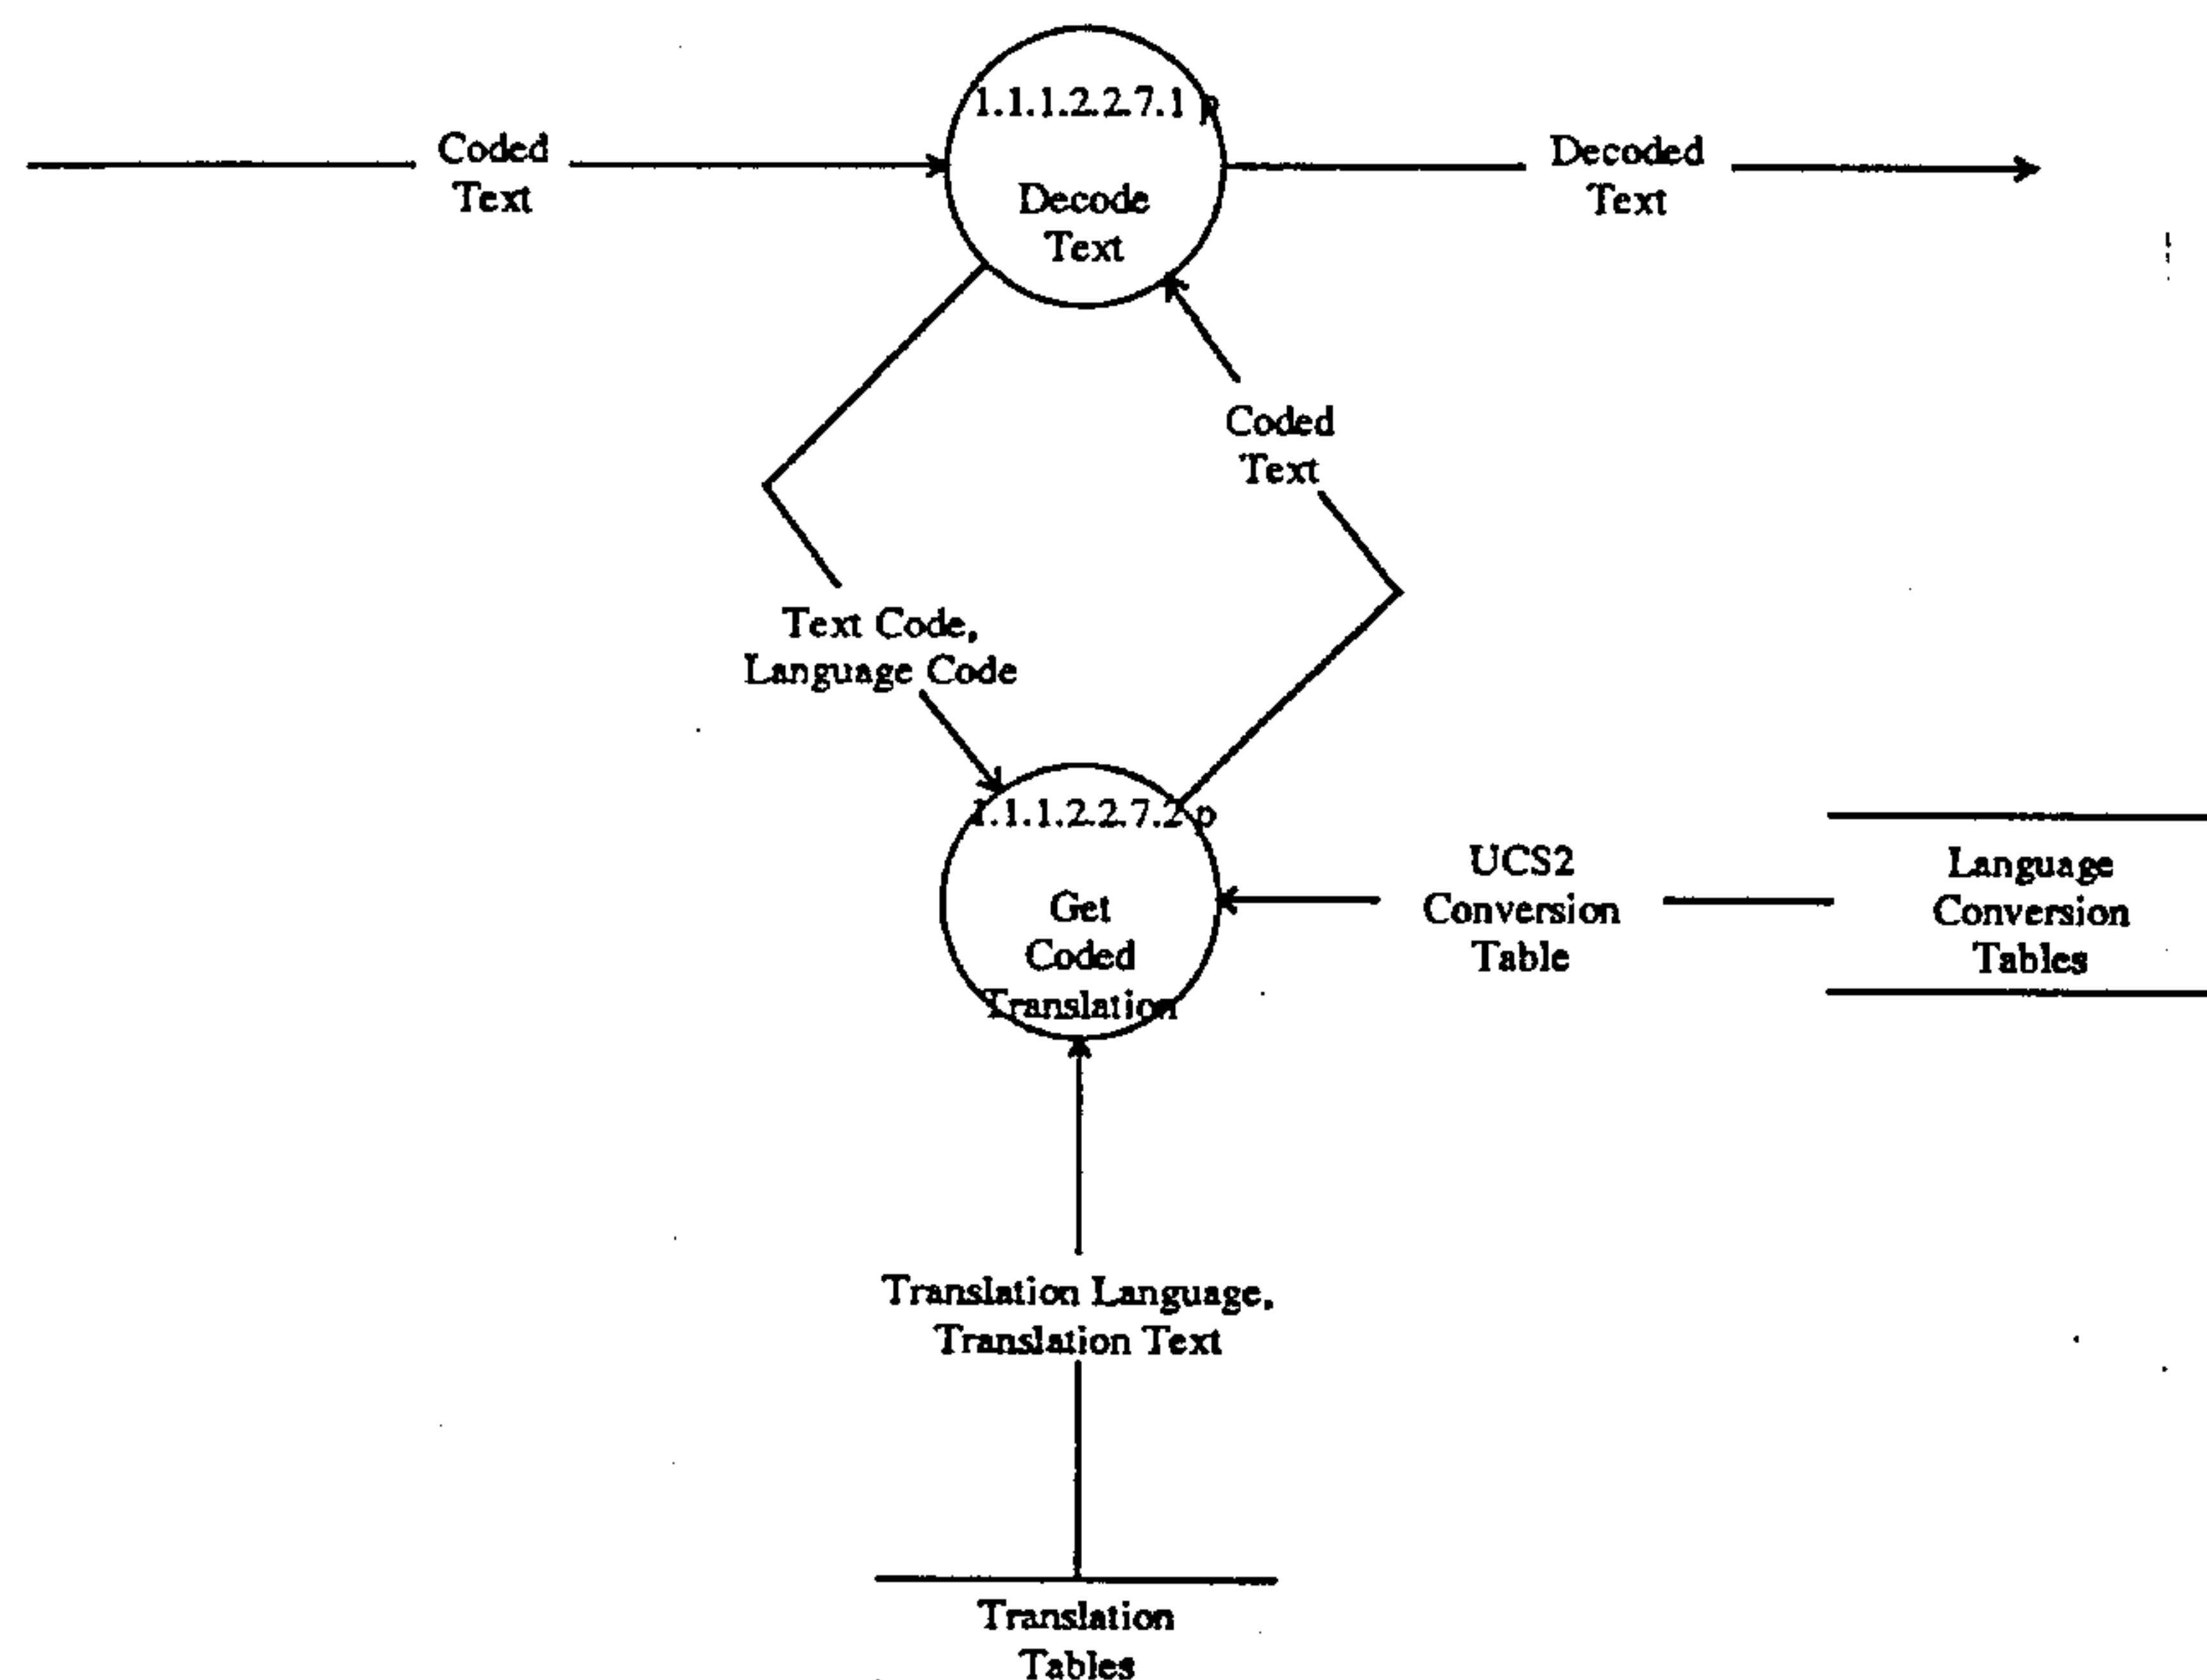 1.1.1.2.2.7.1 p
Coded
Text
Decode
Text
Decoded
Text
Coded
Text
Text Code,
Language Code
1.1.1.2.2.7.2 p
Get
Coded
Translation
UCS2
Conversion
Table
Language
Conversion
Tables
Translation Language,
Translation Text
Translation
Tables